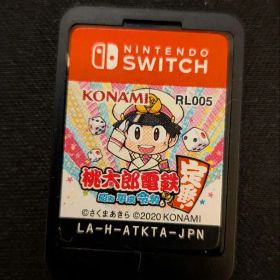 NINTENDO
SWITCH
KONAMI RL005
桃太郎電鉄
昭和 平成 令和も定番!
©さくまあきら ©2020 KONAMI
LA-H-ATKTA-JPN